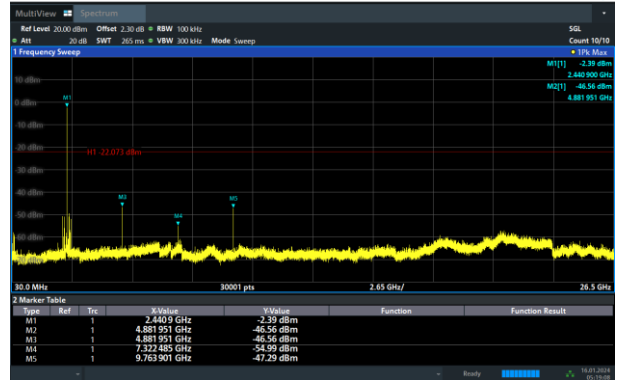 MultiView Spectrum
Ref Level 20.00 dBm Offset 2.30 dB RBW 100 kHz SGL
Att 20 dB SWT 265 ms VBW 300 kHz Mode Sweep Count 10/10
1 Frequency Sweep 1Pk Max
M1[1] -2.39 dBm
2.440 900 GHz
M2[1] -46.56 dBm
4.881 951 GHz
10 dBm
M1
0 dBm
-10 dBm
-20 dBm
H1 -22.073 dBm
-30 dBm
-40 dBm
M3
M5
-50 dBm
M4
-60 dBm
30.0 MHz 30001 pts 2.65 GHz/ 26.5 GHz
2 Marker Table
Type Ref Trc X-Value Y-Value Function Function Result
M1 1 2.4409 GHz -2.39 dBm
M2 1 4.881 951 GHz -46.56 dBm
M3 1 4.881 951 GHz -46.56 dBm
M4 1 7.322 485 GHz -54.99 dBm
M5 1 9.763 901 GHz -47.29 dBm
Ready 16.01.2024
05:19:08